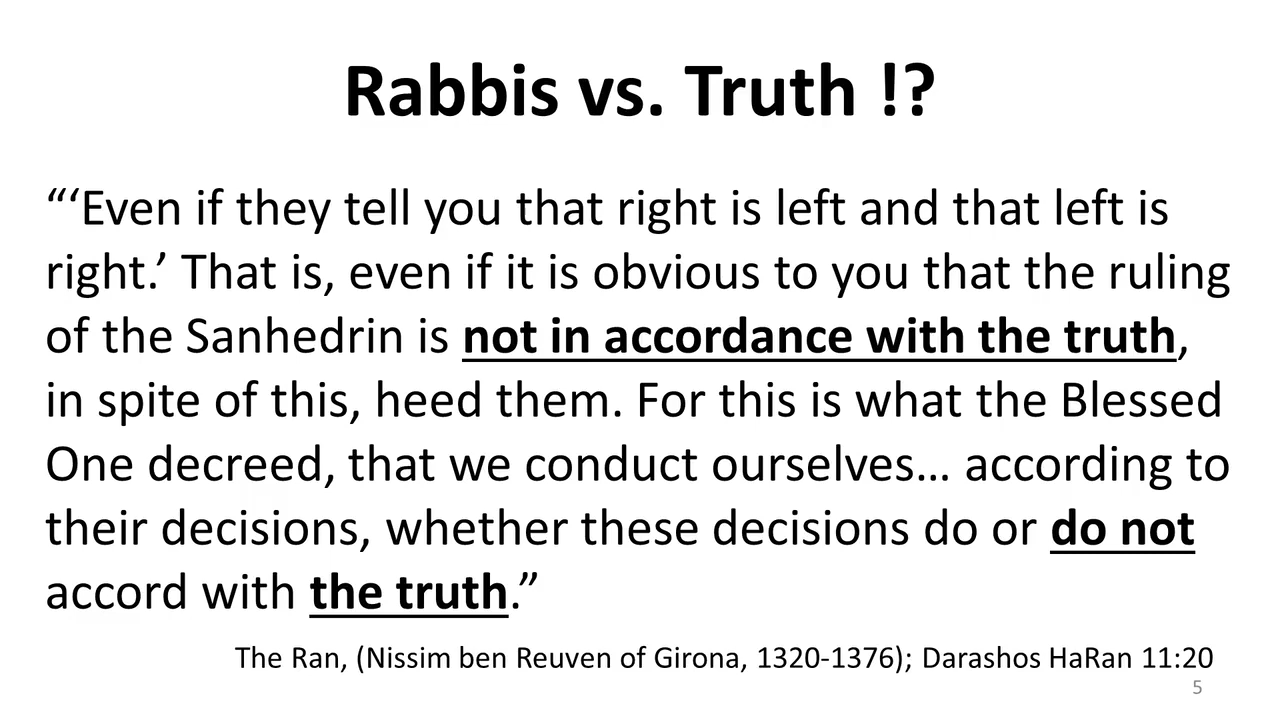 Rabbis vs. Truth !?
“‘Even if they tell you that right is left and that left is
right.’ That is, even if it is obvious to you that the ruling
of the Sanhedrin is not in accordance with the truth,
in spite of this, heed them. For this is what the Blessed
One decreed, that we conduct ourselves… according to
their decisions, whether these decisions do or do not
accord with the truth.”
The Ran, (Nissim ben Reuven of Girona, 1320-1376); Darashos HaRan 11:20
5